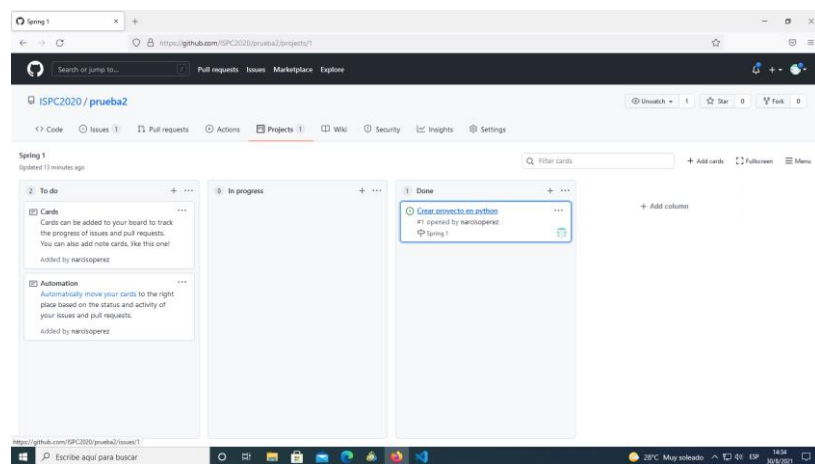 Spring 1
https://github.com/ISPC2020/prueba2/projects/1
Search or jump to... /
Pull requests Issues Marketplace Explore
ISPC2020 / prueba2
Unwatch 1 Star 0 Fork 0
Code Issues 1 Pull requests Actions Projects 1 Wiki Security Insights Settings
Spring 1
Updated 13 minutes ago
Filter cards
+ Add cards Fullscreen Menu
2 To do
Cards
Cards can be added to your board to track
the progress of issues and pull requests.
You can also add note cards, like this one!
Added by narcisoperez
Automation
Automatically move your cards to the right
place based on the status and activity of
your issues and pull requests.
Added by narcisoperez
0 In progress
1 Done
Crear proyecto en python
#1 opened by narcisoperez
Spring 1
+ Add column
https://github.com/ISPC2020/prueba2/issues/1
Escribe aquí para buscar
28°C Muy soleado
ESP
14:34
30/8/2021